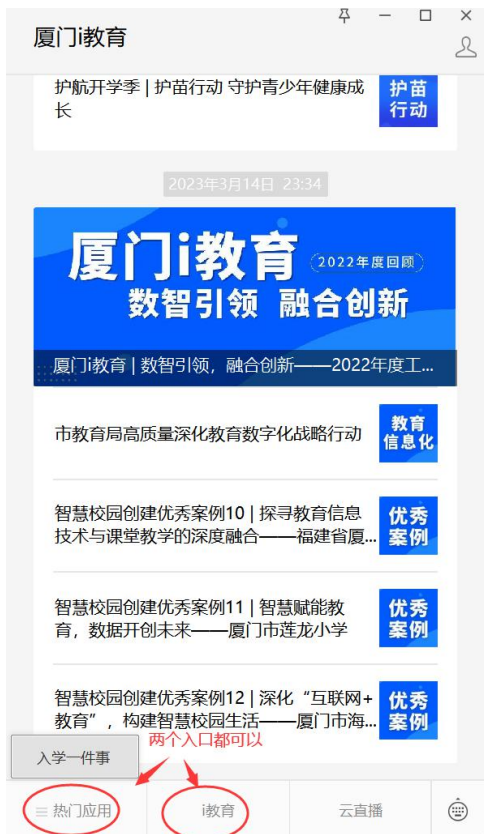 厦门i教育
护航开学季 | 护苗行动 守护青少年健康成
长
护苗
行动
2023年3月14日 23:34
厦门i教育
2022年度回顾
数智引领 融合创新
厦门i教育 | 数智引领，融合创新——2022年度工...
市教育局高质量深化教育数字化战略行动
教育
信息化
智慧校园创建优秀案例10 | 探寻教育信息
技术与课堂教学的深度融合——福建省厦...
优秀
案例
智慧校园创建优秀案例11 | 智慧赋能教
育，数据开创未来——厦门市莲龙小学
优秀
案例
智慧校园创建优秀案例12 | 深化“互联网+
教育”，构建智慧校园生活——厦门市海...
优秀
案例
两个入口都可以
入学一件事
热门应用
i教育
云直播